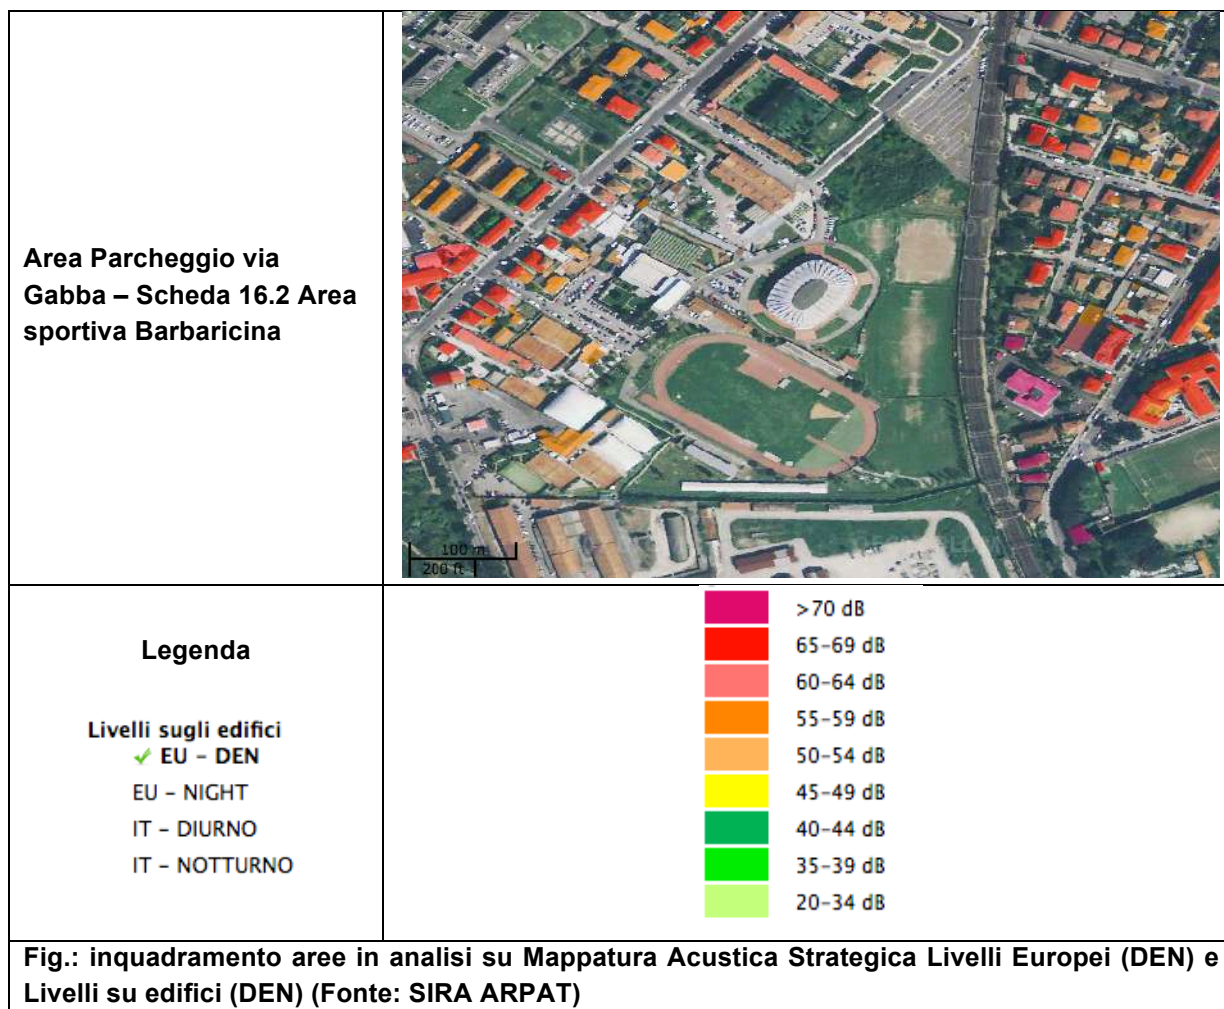 Area Parcheggio via
Gabba – Scheda 16.2 Area
sportiva Barbaricina
100 m
200 ft
Legenda
Livelli sugli edifici
EU – DEN
EU – NIGHT
IT – DIURNO
IT – NOTTURNO
>70 dB
65–69 dB
60–64 dB
55–59 dB
50–54 dB
45–49 dB
40–44 dB
35–39 dB
20–34 dB
Fig.: inquadramento aree in analisi su Mappatura Acustica Strategica Livelli Europei (DEN) e
Livelli su edifici (DEN) (Fonte: SIRA ARPAT)